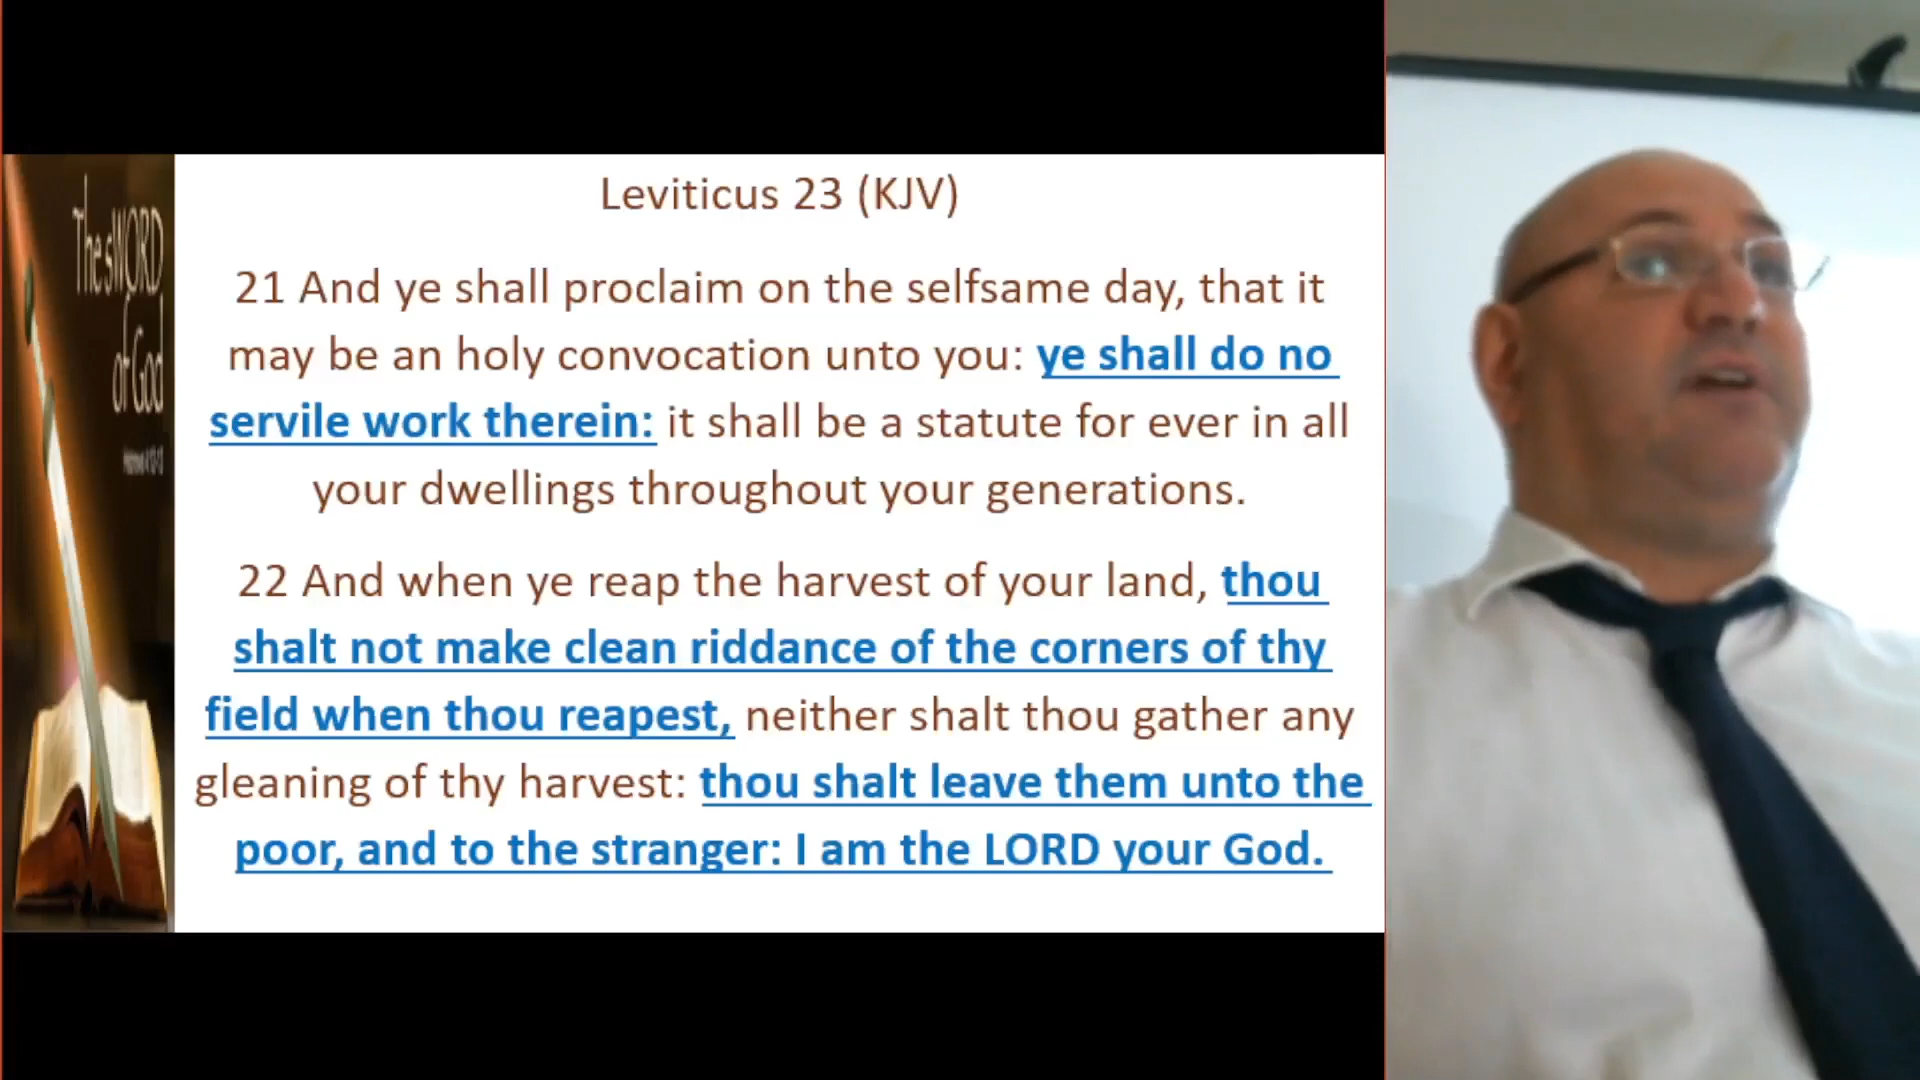 The sWORD
of God
Leviticus 23 (KJV)
21 And ye shall proclaim on the selfsame day, that it
may be an holy convocation unto you: ye shall do no
servile work therein: it shall be a statute for ever in all
your dwellings throughout your generations.
22 And when ye reap the harvest of your land, thou
shalt not make clean riddance of the corners of thy
field when thou reapest, neither shalt thou gather any
gleaning of thy harvest: thou shalt leave them unto the
poor, and to the stranger: I am the LORD your God.